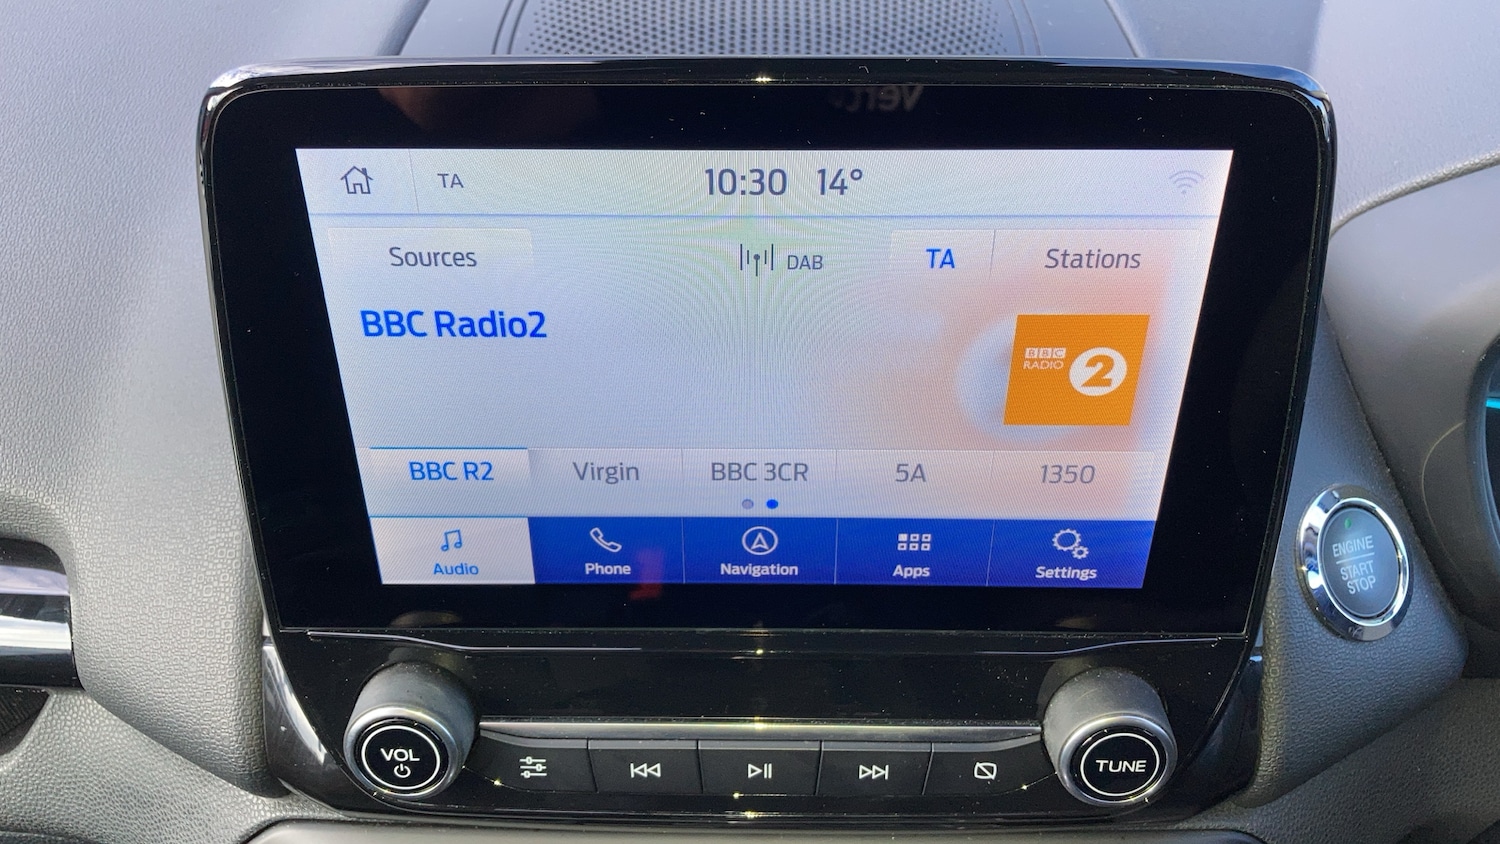 TA 10:30 14°
Sources DAB TA Stations
BBC Radio2
BBC
RADIO 2
BBC R2 Virgin BBC 3CR 5A 1350
Audio Phone Navigation Apps Settings
ENGINE
START
STOP
VOL
TUNE